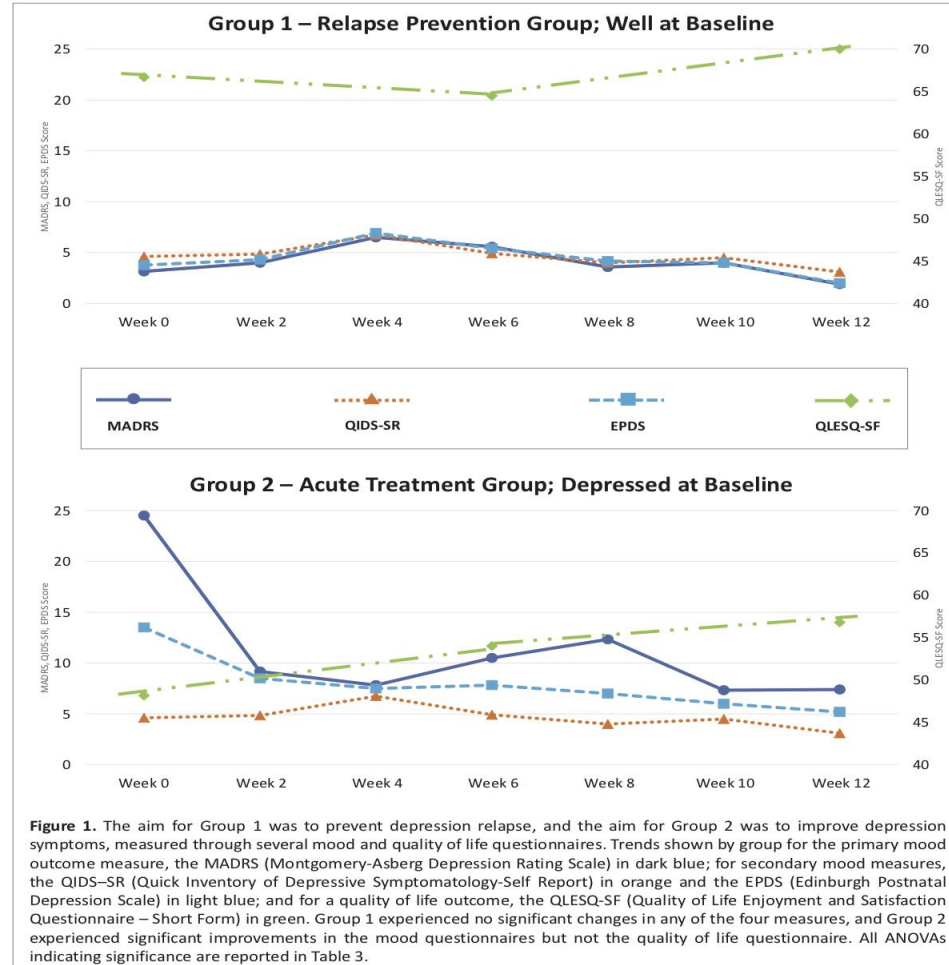 Group 1 – Relapse Prevention Group; Well at Baseline
25
20
15
10
5
0
MADRS, QIDS-SR, EPDS Score
70
65
60
55
50
45
40
QLESQ-SF Score
Week 0 Week 2 Week 4 Week 6 Week 8 Week 10 Week 12
MADRS QIDS-SR EPDS QLESQ-SF
Group 2 – Acute Treatment Group; Depressed at Baseline
25
20
15
10
5
0
MADRS, QIDS-SR, EPDS Score
70
65
60
55
50
45
40
QLESQ-SF Score
Week 0 Week 2 Week 4 Week 6 Week 8 Week 10 Week 12
Figure 1. The aim for Group 1 was to prevent depression relapse, and the aim for Group 2 was to improve depression
symptoms, measured through several mood and quality of life questionnaires. Trends shown by group for the primary mood
outcome measure, the MADRS (Montgomery-Asberg Depression Rating Scale) in dark blue; for secondary mood measures,
the QIDS–SR (Quick Inventory of Depressive Symptomatology-Self Report) in orange and the EPDS (Edinburgh Postnatal
Depression Scale) in light blue; and for a quality of life outcome, the QLESQ-SF (Quality of Life Enjoyment and Satisfaction
Questionnaire – Short Form) in green. Group 1 experienced no significant changes in any of the four measures, and Group 2
experienced significant improvements in the mood questionnaires but not the quality of life questionnaire. All ANOVAs
indicating significance are reported in Table 3.